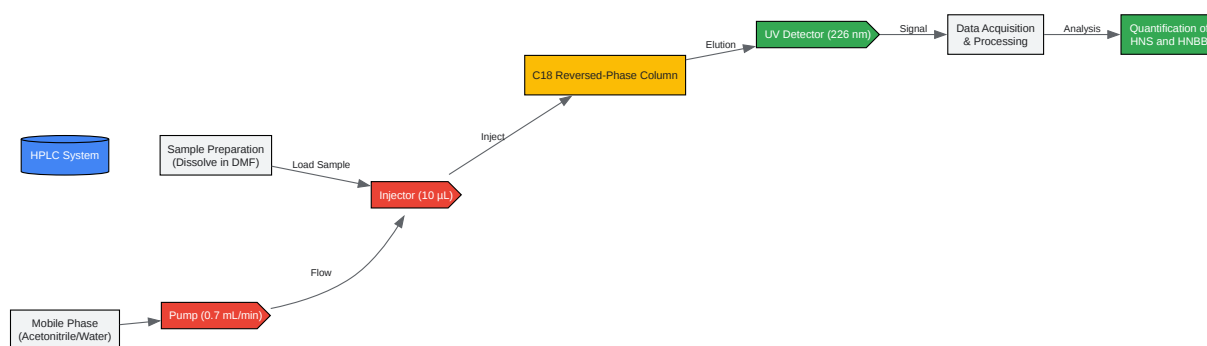 HPLC System
Sample Preparation
(Dissolve in DMF)
Load Sample
Mobile Phase
(Acetonitrile/Water)
Pump (0.7 mL/min)
Flow
Injector (10 µL)
Inject
C18 Reversed-Phase Column
Elution
UV Detector (226 nm)
Signal
Data Acquisition
& Processing
Analysis
Quantification of
HNS and HNBB